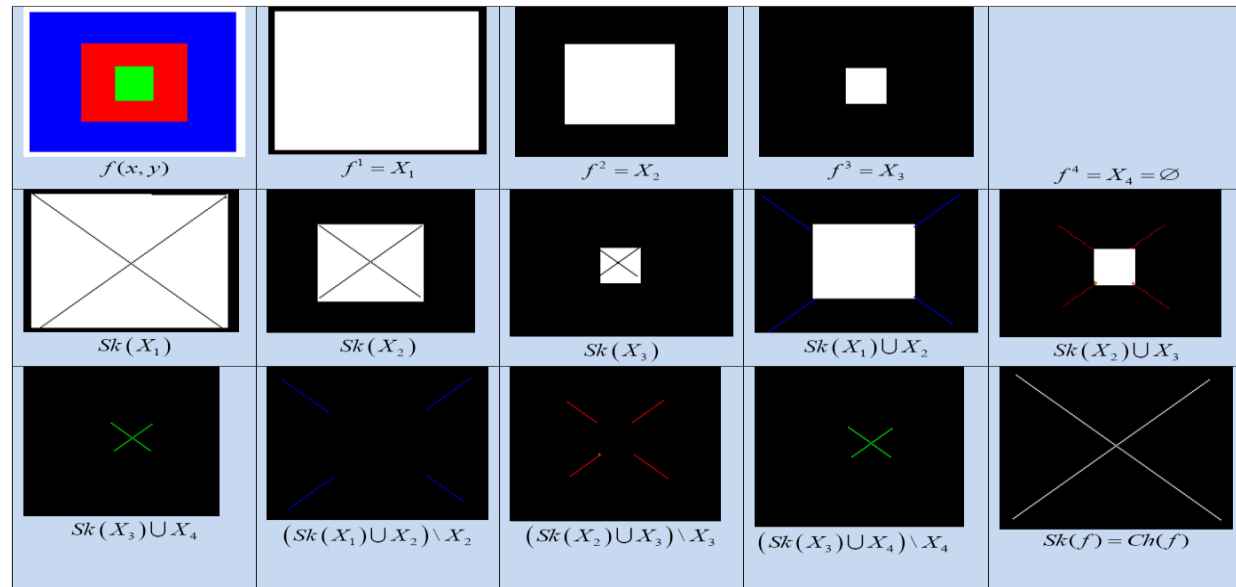 f(x, y)
f¹ = X₁
f² = X₂
f³ = X₃
f⁴ = X₄ = ∅
Sk(X₁)
Sk(X₂)
Sk(X₃)
Sk(X₁) ∪ X₂
Sk(X₂) ∪ X₃
Sk(X₃) ∪ X₄
(Sk(X₁) ∪ X₂) \ X₂
(Sk(X₂) ∪ X₃) \ X₃
(Sk(X₃) ∪ X₄) \ X₄
Sk(f) = Ch(f)